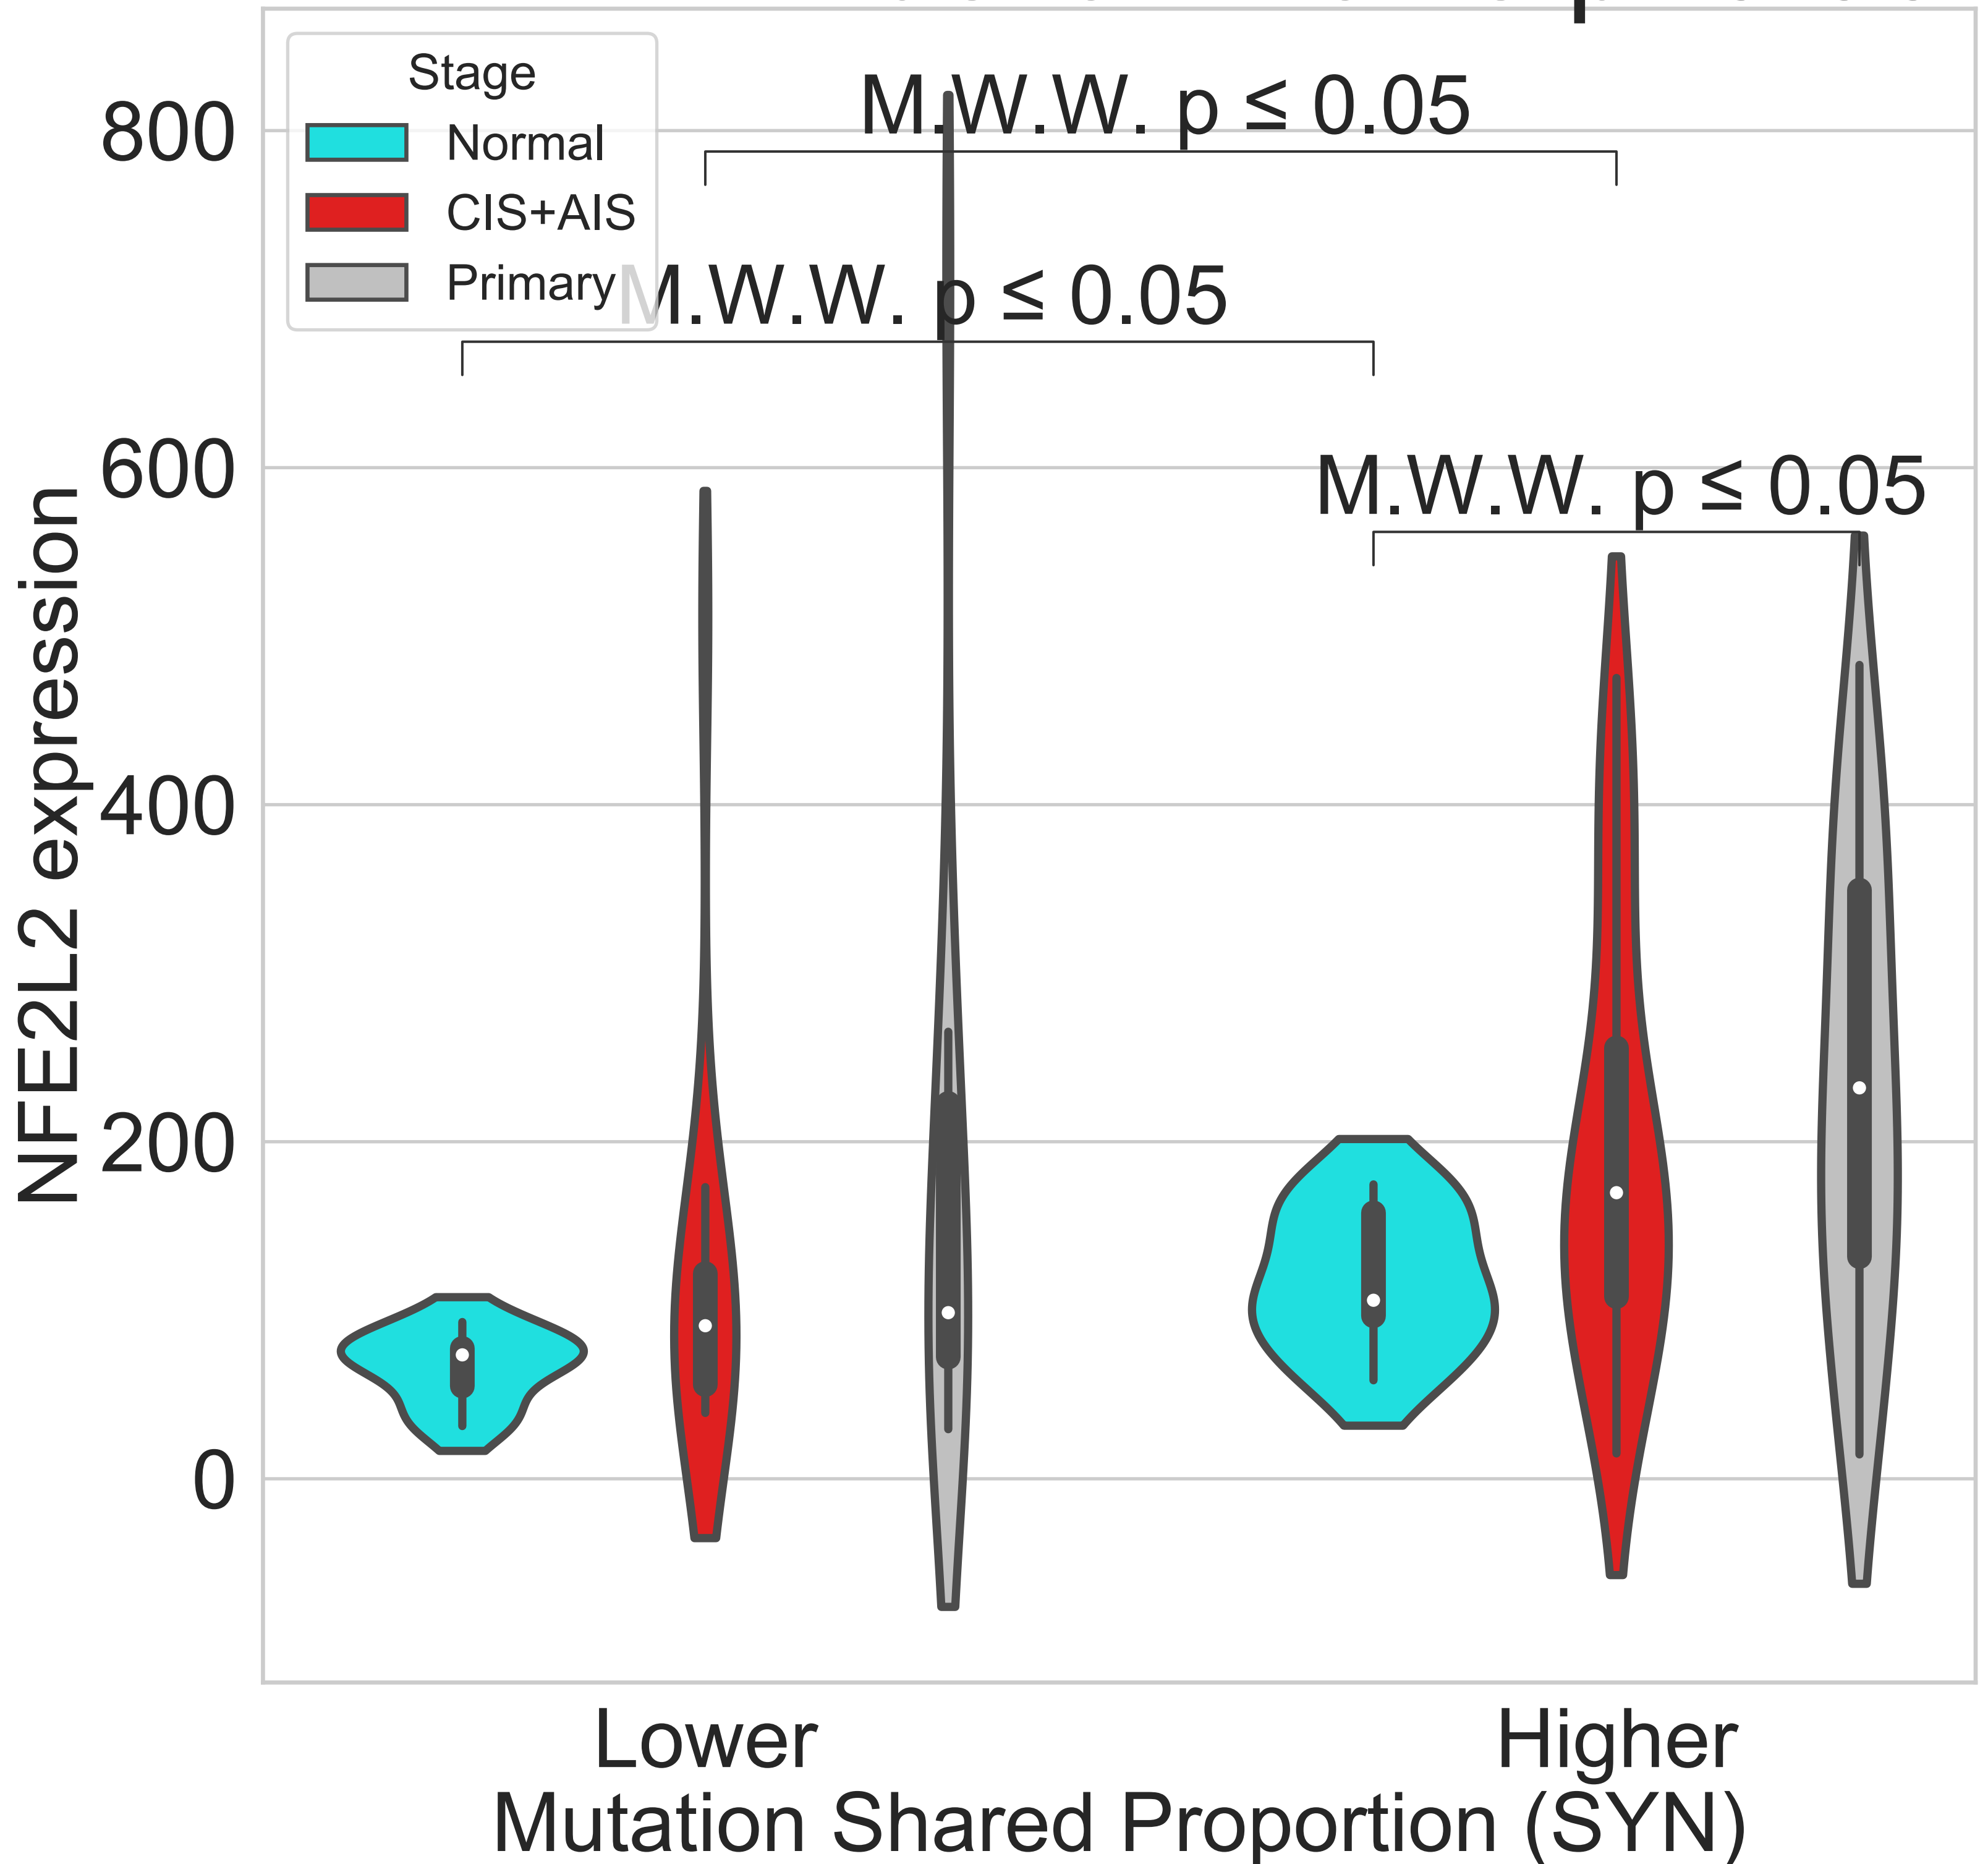 Stage
Normal
CIS+AIS
Primary
M.W.W. p ≤ 0.05
M.W.W. p ≤ 0.05
M.W.W. p ≤ 0.05
800
600
400
200
0
NFE2L2 expression
Lower
Higher
Mutation Shared Proportion (SYN)